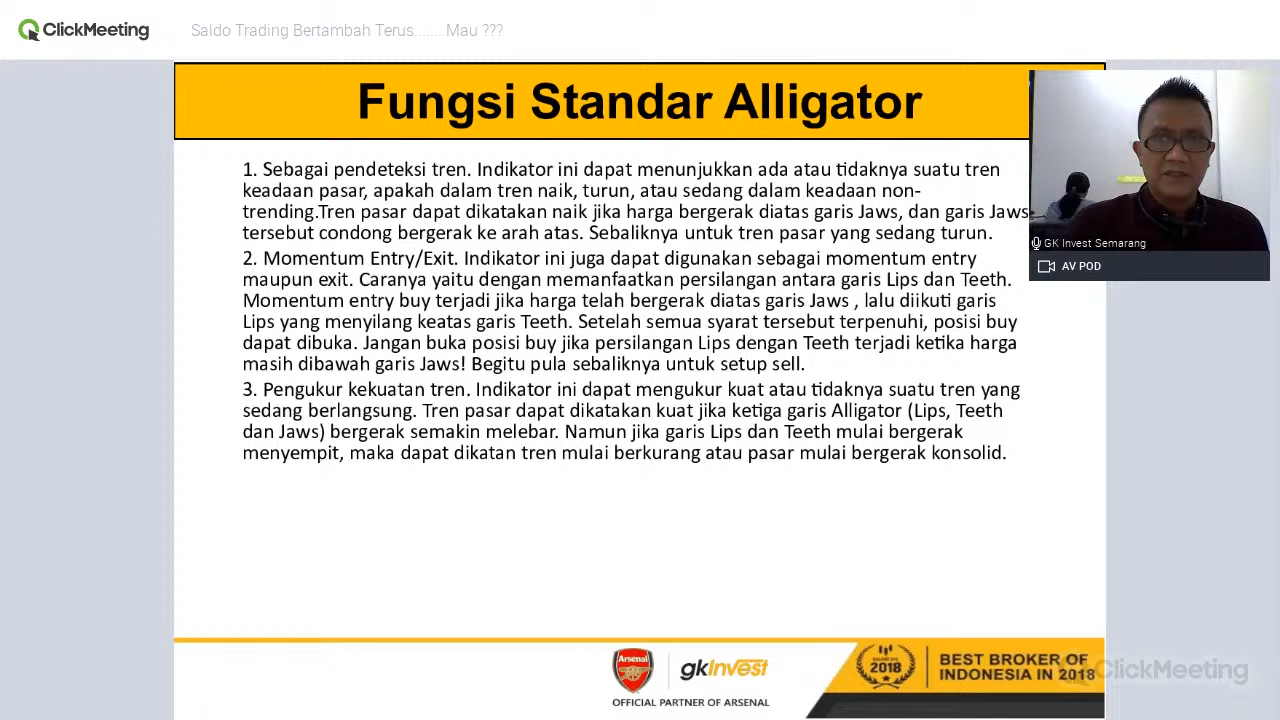 ClickMeeting
Saldo Trading Bertambah Terus........Mau ???
Fungsi Standar Alligator
1. Sebagai pendeteksi tren. Indikator ini dapat menunjukkan ada atau tidaknya suatu tren
keadaan pasar, apakah dalam tren naik, turun, atau sedang dalam keadaan non-
trending.Tren pasar dapat dikatakan naik jika harga bergerak diatas garis Jaws, dan garis Jaws
tersebut condong bergerak ke arah atas. Sebaliknya untuk tren pasar yang sedang turun.
2. Momentum Entry/Exit. Indikator ini juga dapat digunakan sebagai momentum entry
maupun exit. Caranya yaitu dengan memanfaatkan persilangan antara garis Lips dan Teeth.
Momentum entry buy terjadi jika harga telah bergerak diatas garis Jaws , lalu diikuti garis
Lips yang menyilang keatas garis Teeth. Setelah semua syarat tersebut terpenuhi, posisi buy
dapat dibuka. Jangan buka posisi buy jika persilangan Lips dengan Teeth terjadi ketika harga
masih dibawah garis Jaws! Begitu pula sebaliknya untuk setup sell.
3. Pengukur kekuatan tren. Indikator ini dapat mengukur kuat atau tidaknya suatu tren yang
sedang berlangsung. Tren pasar dapat dikatakan kuat jika ketiga garis Alligator (Lips, Teeth
dan Jaws) bergerak semakin melebar. Namun jika garis Lips dan Teeth mulai bergerak
menyempit, maka dapat dikatan tren mulai berkurang atau pasar mulai bergerak konsolid.
GK Invest Semarang
AV POD
Arsenal
gkinvest
OFFICIAL PARTNER OF ARSENAL
2018
BEST BROKER OF
INDONESIA IN 2018
ClickMeeting